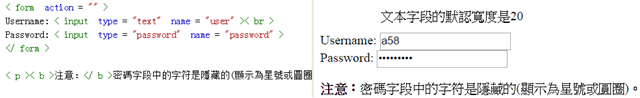 < form action = "" >
Username: < input type = "text" name = "user" >< br >
Password: < input type = "password" name = "password" >
</ form >
< p >< b >注意：</ b >密碼字段中的字符是隱藏的(顯示為星號或圓圈
文本字段的默認寬度是20
Username: a58
Password: •••••••••
注意：密碼字段中的字符是隱藏的(顯示為星號或圓圈)。